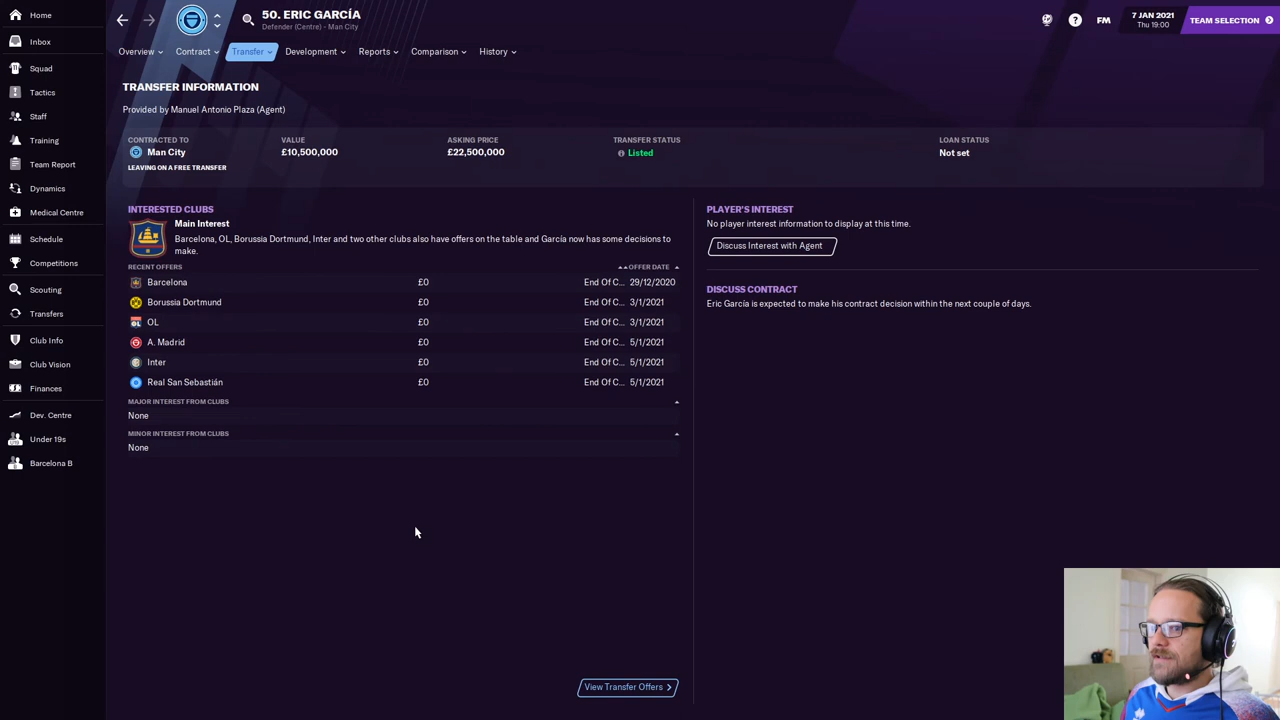 Home
Inbox
Squad
Tactics
Staff
Training
Team Report
Dynamics
Medical Centre
Schedule
Competitions
Scouting
Transfers
Club Info
Club Vision
Finances
Dev. Centre
Under 19s
Barcelona B
50. ERIC GARCÍA
Defender (Centre) - Man City
FM
7 JAN 2021
Thu 19:00
TEAM SELECTION
Overview
Contract
Transfer
Development
Reports
Comparison
History
TRANSFER INFORMATION
Provided by Manuel Antonio Plaza (Agent)
CONTRACTED TO VALUE ASKING PRICE TRANSFER STATUS LOAN STATUS
Man City £10,500,000 £22,500,000 Listed Not set
LEAVING ON A FREE TRANSFER
INTERESTED CLUBS
Main Interest
Barcelona, OL, Borussia Dortmund, Inter and two other clubs also have offers on the table and García now has some decisions to
make.
RECENT OFFERS OFFER DATE
Barcelona £0 End Of C... 29/12/2020
Borussia Dortmund £0 End Of C... 3/1/2021
OL £0 End Of C... 3/1/2021
A. Madrid £0 End Of C... 5/1/2021
Inter £0 End Of C... 5/1/2021
Real San Sebastián £0 End Of C... 5/1/2021
MAJOR INTEREST FROM CLUBS
None
MINOR INTEREST FROM CLUBS
None
View Transfer Offers
PLAYER'S INTEREST
No player interest information to display at this time.
Discuss Interest with Agent
DISCUSS CONTRACT
Eric García is expected to make his contract decision within the next couple of days.